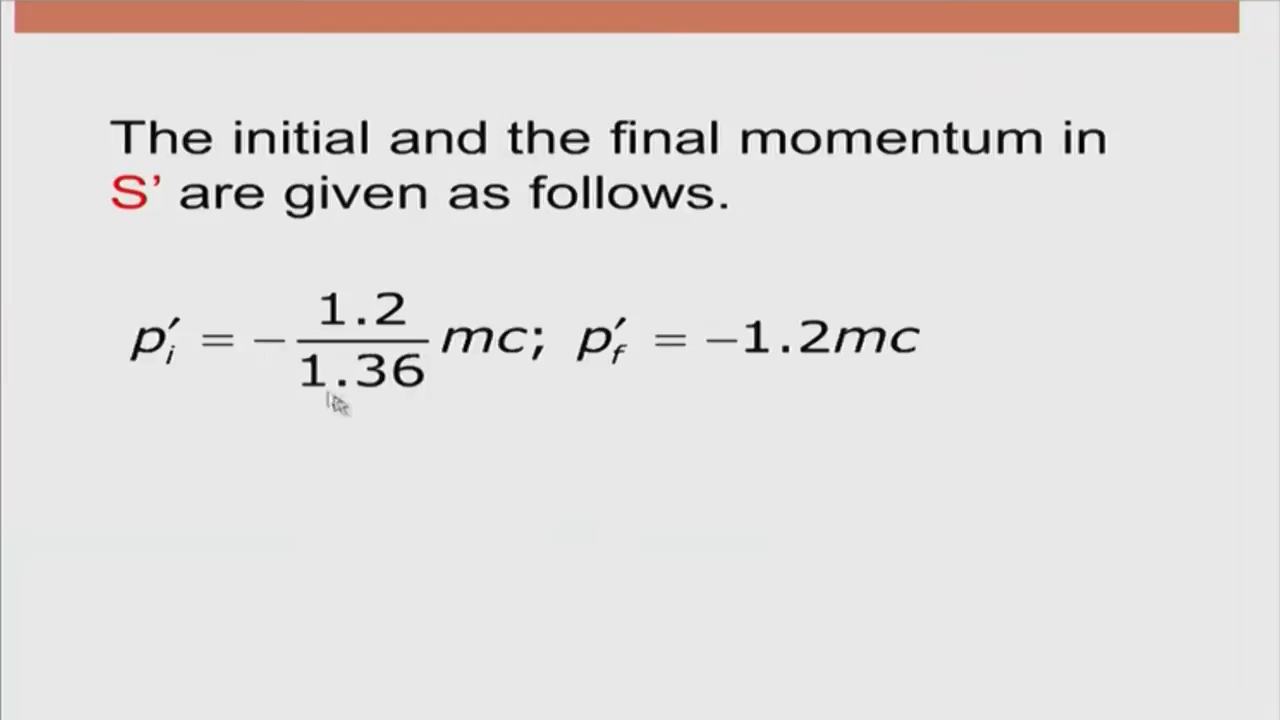 The initial and the final momentum in
S’ are given as follows.
p′ᵢ = − 1.2/1.36 mc; p′f = −1.2mc